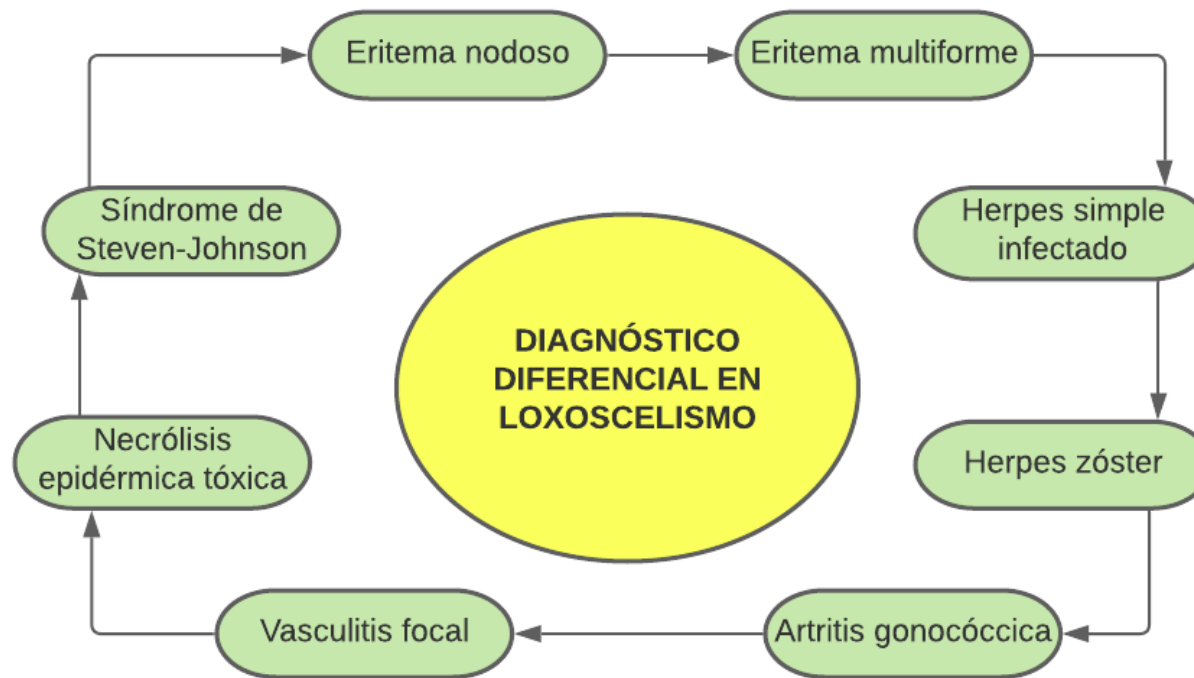 Eritema nodoso
Eritema multiforme
Síndrome de
Steven-Johnson
Herpes simple
infectado
DIAGNÓSTICO
DIFERENCIAL EN
LOXOSCELISMO
Necrólisis
epidérmica tóxica
Herpes zóster
Vasculitis focal
Artritis gonocóccica